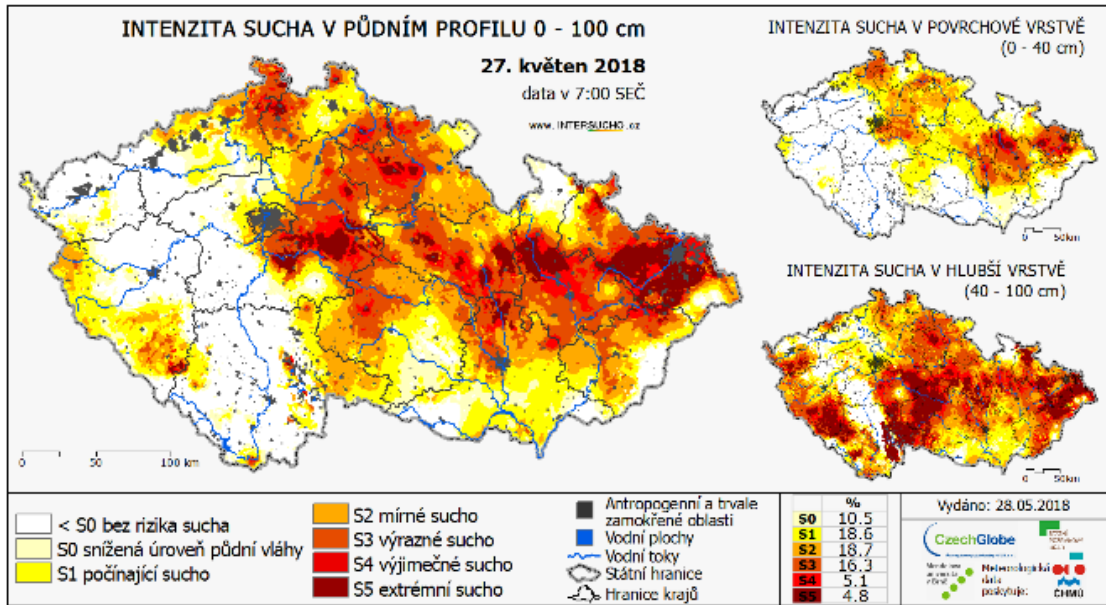 INTENZITA SUCHA V PŮDNÍM PROFILU 0 - 100 cm
27. květen 2018
data v 7:00 SEČ
www.INTERSUCHO.cz
0 50 100 km
INTENZITA SUCHA V POVRCHOVÉ VRSTVĚ
(0 - 40 cm)
0 50km
INTENZITA SUCHA V HLUBŠÍ VRSTVĚ
(40 - 100 cm)
0 50km
< S0 bez rizika sucha
S0 snížená úroveň půdní vláhy
S1 počínající sucho
S2 mírné sucho
S3 výrazné sucho
S4 výjimečné sucho
S5 extrémní sucho
Antropogenní a trvale
zamokřené oblasti
Vodní plochy
Vodní toky
Státní hranice
Hranice krajů
%
S0 10.5
S1 18.6
S2 18.7
S3 16.3
S4 5.1
S5 4.8
Vydáno: 28.05.2018
CzechGlobe
Mendelova
univerzita
v Brně
Meteorologická
data
poskytuje:
ČHMÚ